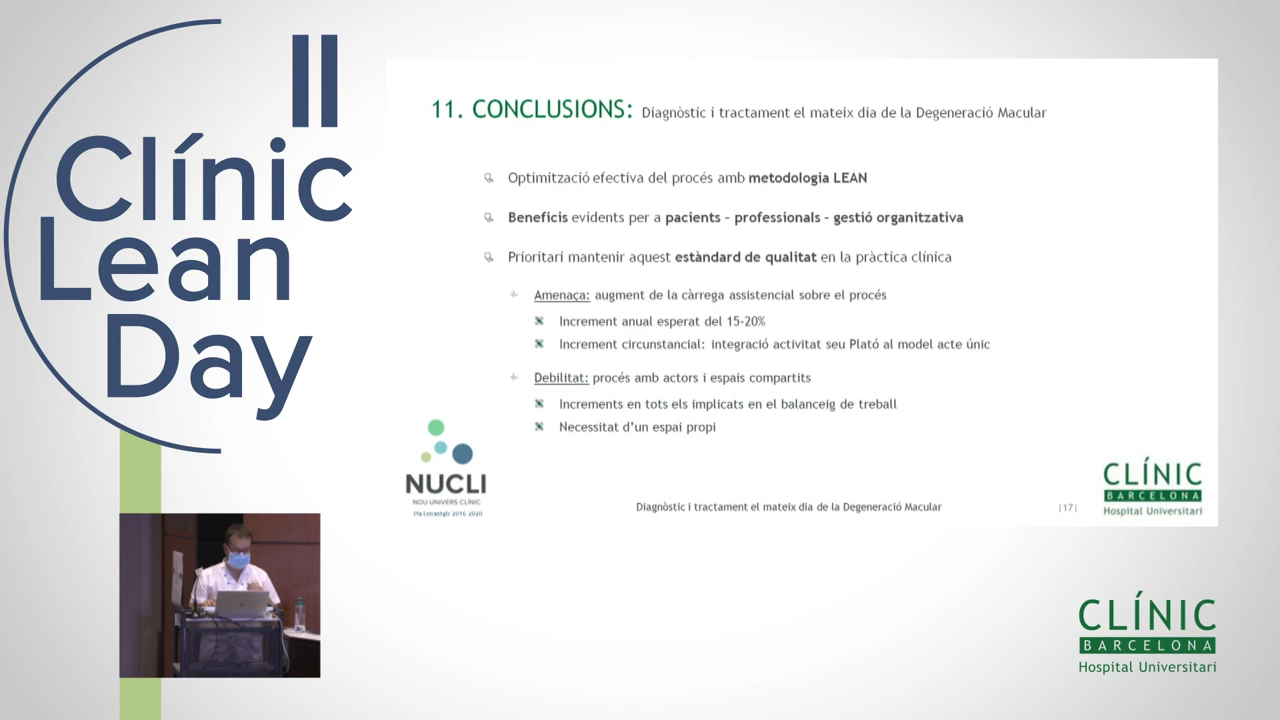 II
Clínic
Lean
Day
11. CONCLUSIONS: Diagnòstic i tractament el mateix dia de la Degeneració Macular
Optimització efectiva del procés amb metodologia LEAN
Beneficis evidents per a pacients – professionals – gestió organitzativa
Prioritari mantenir aquest estàndard de qualitat en la pràctica clínica
Amenaça: augment de la càrrega assistencial sobre el procés
Increment anual esperat del 15-20%
Increment circunstancial: integració activitat seu Plató al model acte únic
Debilitat: procés amb actors i espais compartits
Increments en tots els implicats en el balanceig de treball
Necessitat d'un espai propi
NUCLI
NOU UNIVERS CLÍNIC
Pla Estratègic 2016-2020
Diagnòstic i tractament el mateix dia de la Degeneració Macular
|17|
CLÍNIC
BARCELONA
Hospital Universitari
CLÍNIC
BARCELONA
Hospital Universitari